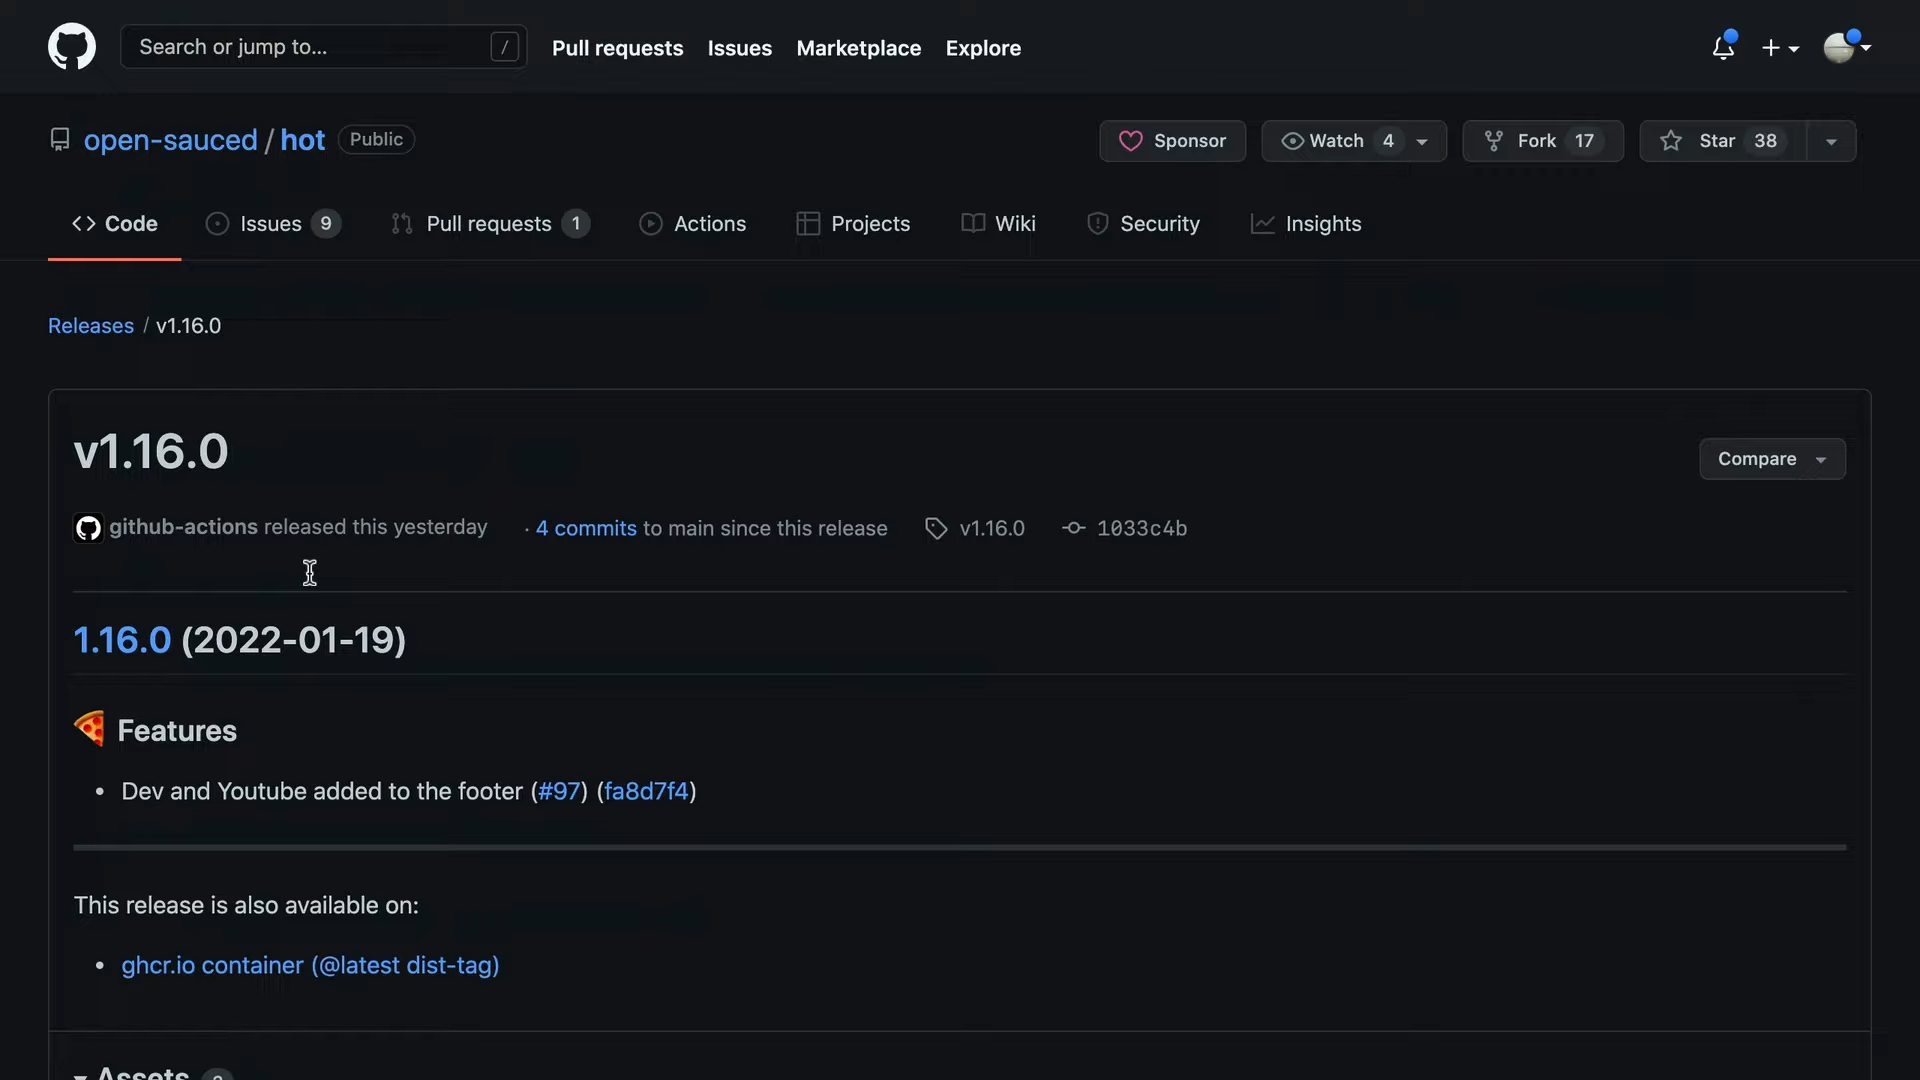 Search or jump to... /
Pull requests Issues Marketplace Explore
open-sauced / hot Public
Sponsor Watch 4 Fork 17 Star 38
Code Issues 9 Pull requests 1 Actions Projects Wiki Security Insights
Releases / v1.16.0
v1.16.0
Compare
github-actions released this yesterday · 4 commits to main since this release v1.16.0 1033c4b
1.16.0 (2022-01-19)
Features
• Dev and Youtube added to the footer (#97) (fa8d7f4)
This release is also available on:
• ghcr.io container (@latest dist-tag)
Assets